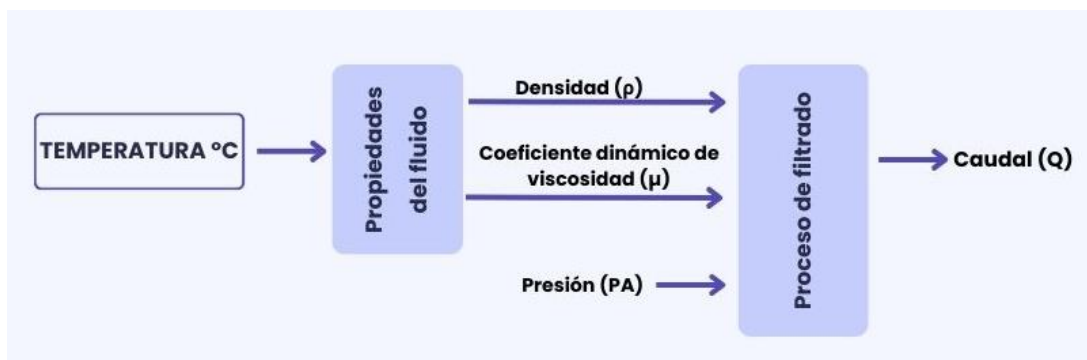 TEMPERATURA ºC
Propiedades
del fluido
Densidad (ρ)
Coeficiente dinámico de
viscosidad (μ)
Presión (PA)
Proceso de filtrado
Caudal (Q)